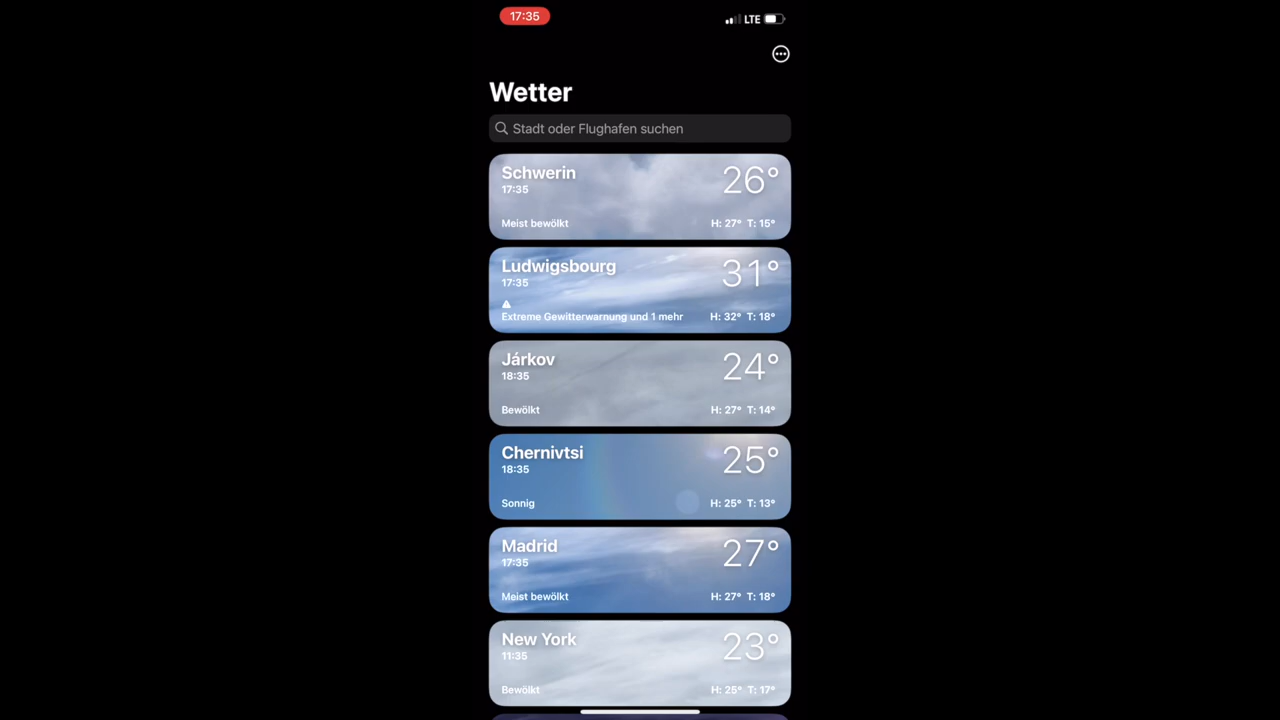 17:35
LTE
Wetter
Stadt oder Flughafen suchen
Schwerin
26°
17:35
Meist bewölkt
H: 27° T: 15°
Ludwigsbourg
31°
17:35
Extreme Gewitterwarnung und 1 mehr
H: 32° T: 18°
Járkov
24°
18:35
Bewölkt
H: 27° T: 14°
Chernivtsi
25°
18:35
Sonnig
H: 25° T: 13°
Madrid
27°
17:35
Meist bewölkt
H: 27° T: 18°
New York
23°
11:35
Bewölkt
H: 25° T: 17°